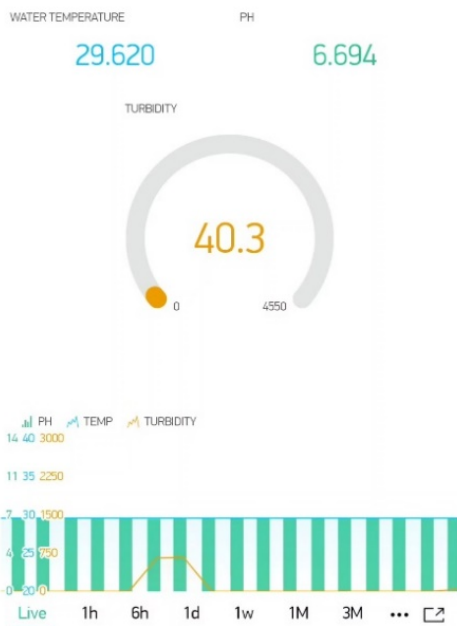 WATER TEMPERATURE PH
29.620 6.694
TURBIDITY
40.3
0 4550
PH TEMP TURBIDITY
14 40 3000
11 35 2250
7 30 1500
4 25 750
0 20 0
Live 1h 6h 1d 1w 1M 3M •••